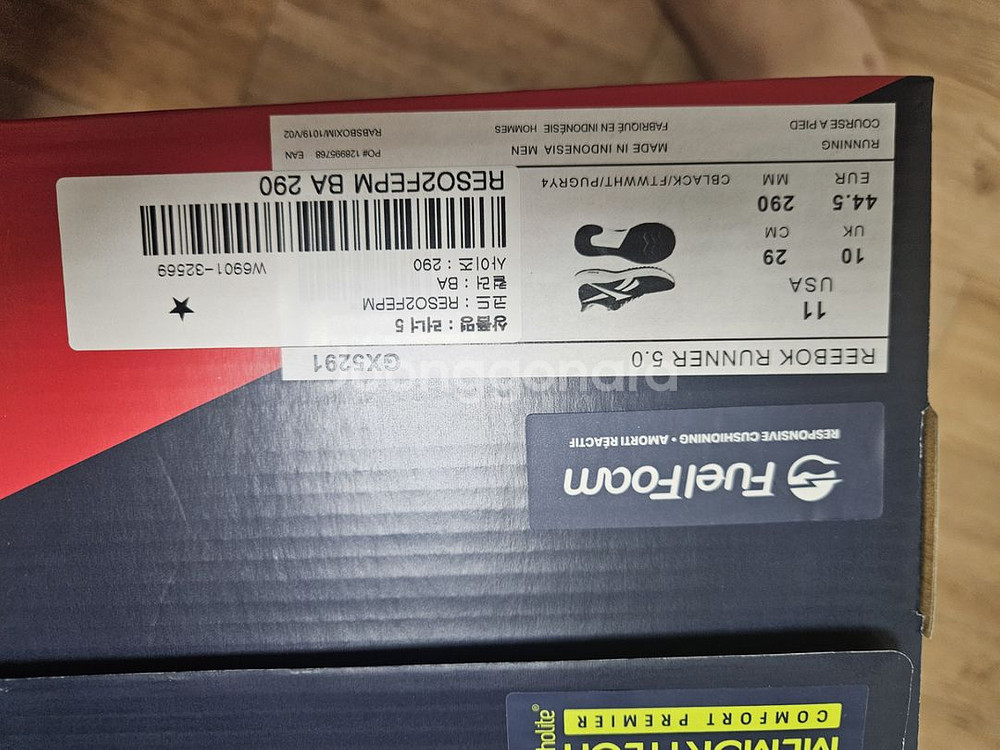 REEBOK RUNNER 5.0
GX5291
11
USA
10
UK
29
CM
44.5
EUR
290
MM
CBLACK/FTWWHT/PUGRY4
RUNNING
MADE IN INDONESIA MEN
PO# 128995768 EAN
COURSE A PIED
FABRIQUÉ EN INDONÉSIE HOMMES
RABSBOXIM/1019/V02
상품명 : 러너 5
코드 : RESO2FEPM
컬러 : BA
사이즈 : 290
W6901-32569
RESO2FEPM BA 290
FuelFoam
RESPONSIVE CUSHIONING • AMORTI RÉACTIF
COMFORT PREMIER